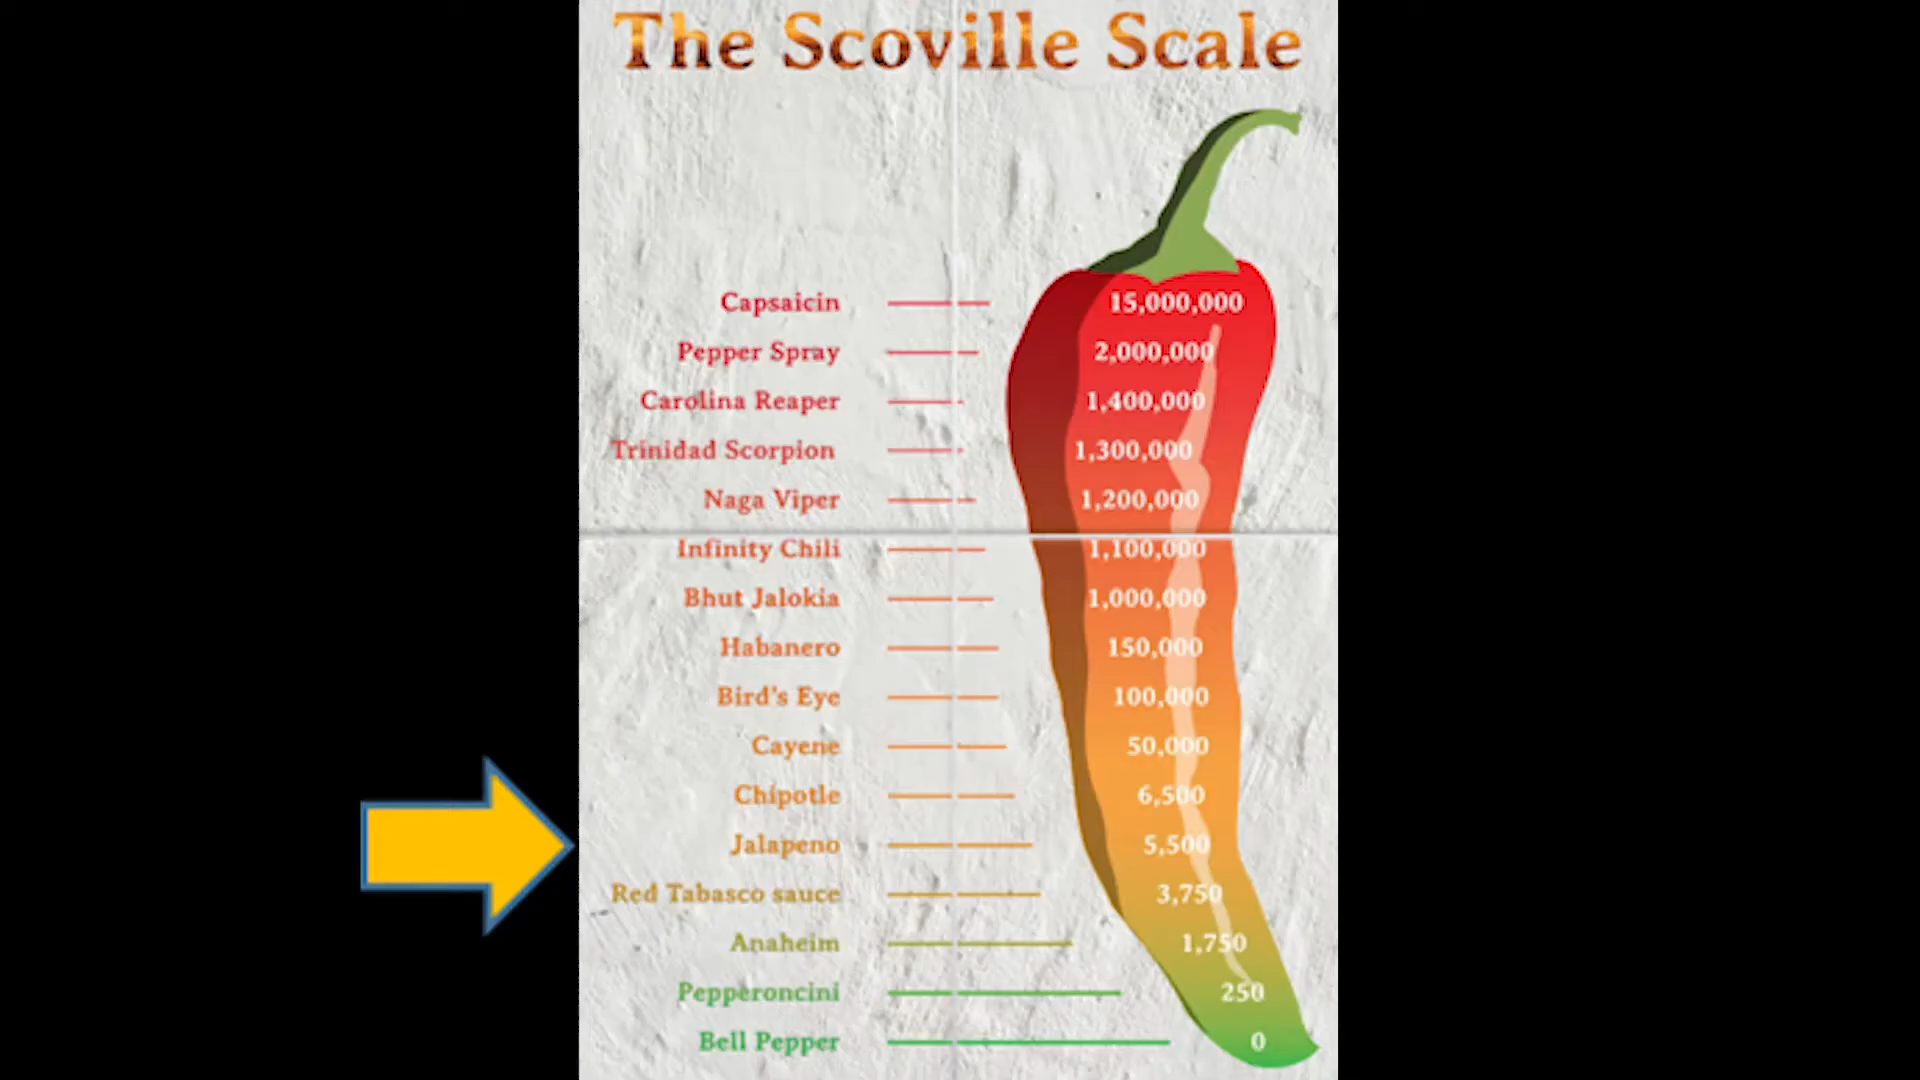 The Scoville Scale
Capsaicin 15,000,000
Pepper Spray 2,000,000
Carolina Reaper 1,400,000
Trinidad Scorpion 1,300,000
Naga Viper 1,200,000
Infinity Chili 1,100,000
Bhut Jalokia 1,000,000
Habanero 150,000
Bird's Eye 100,000
Cayene 50,000
Chipotle 6,500
Jalapeno 5,500
Red Tabasco sauce 3,750
Anaheim 1,750
Pepperoncini 250
Bell Pepper 0